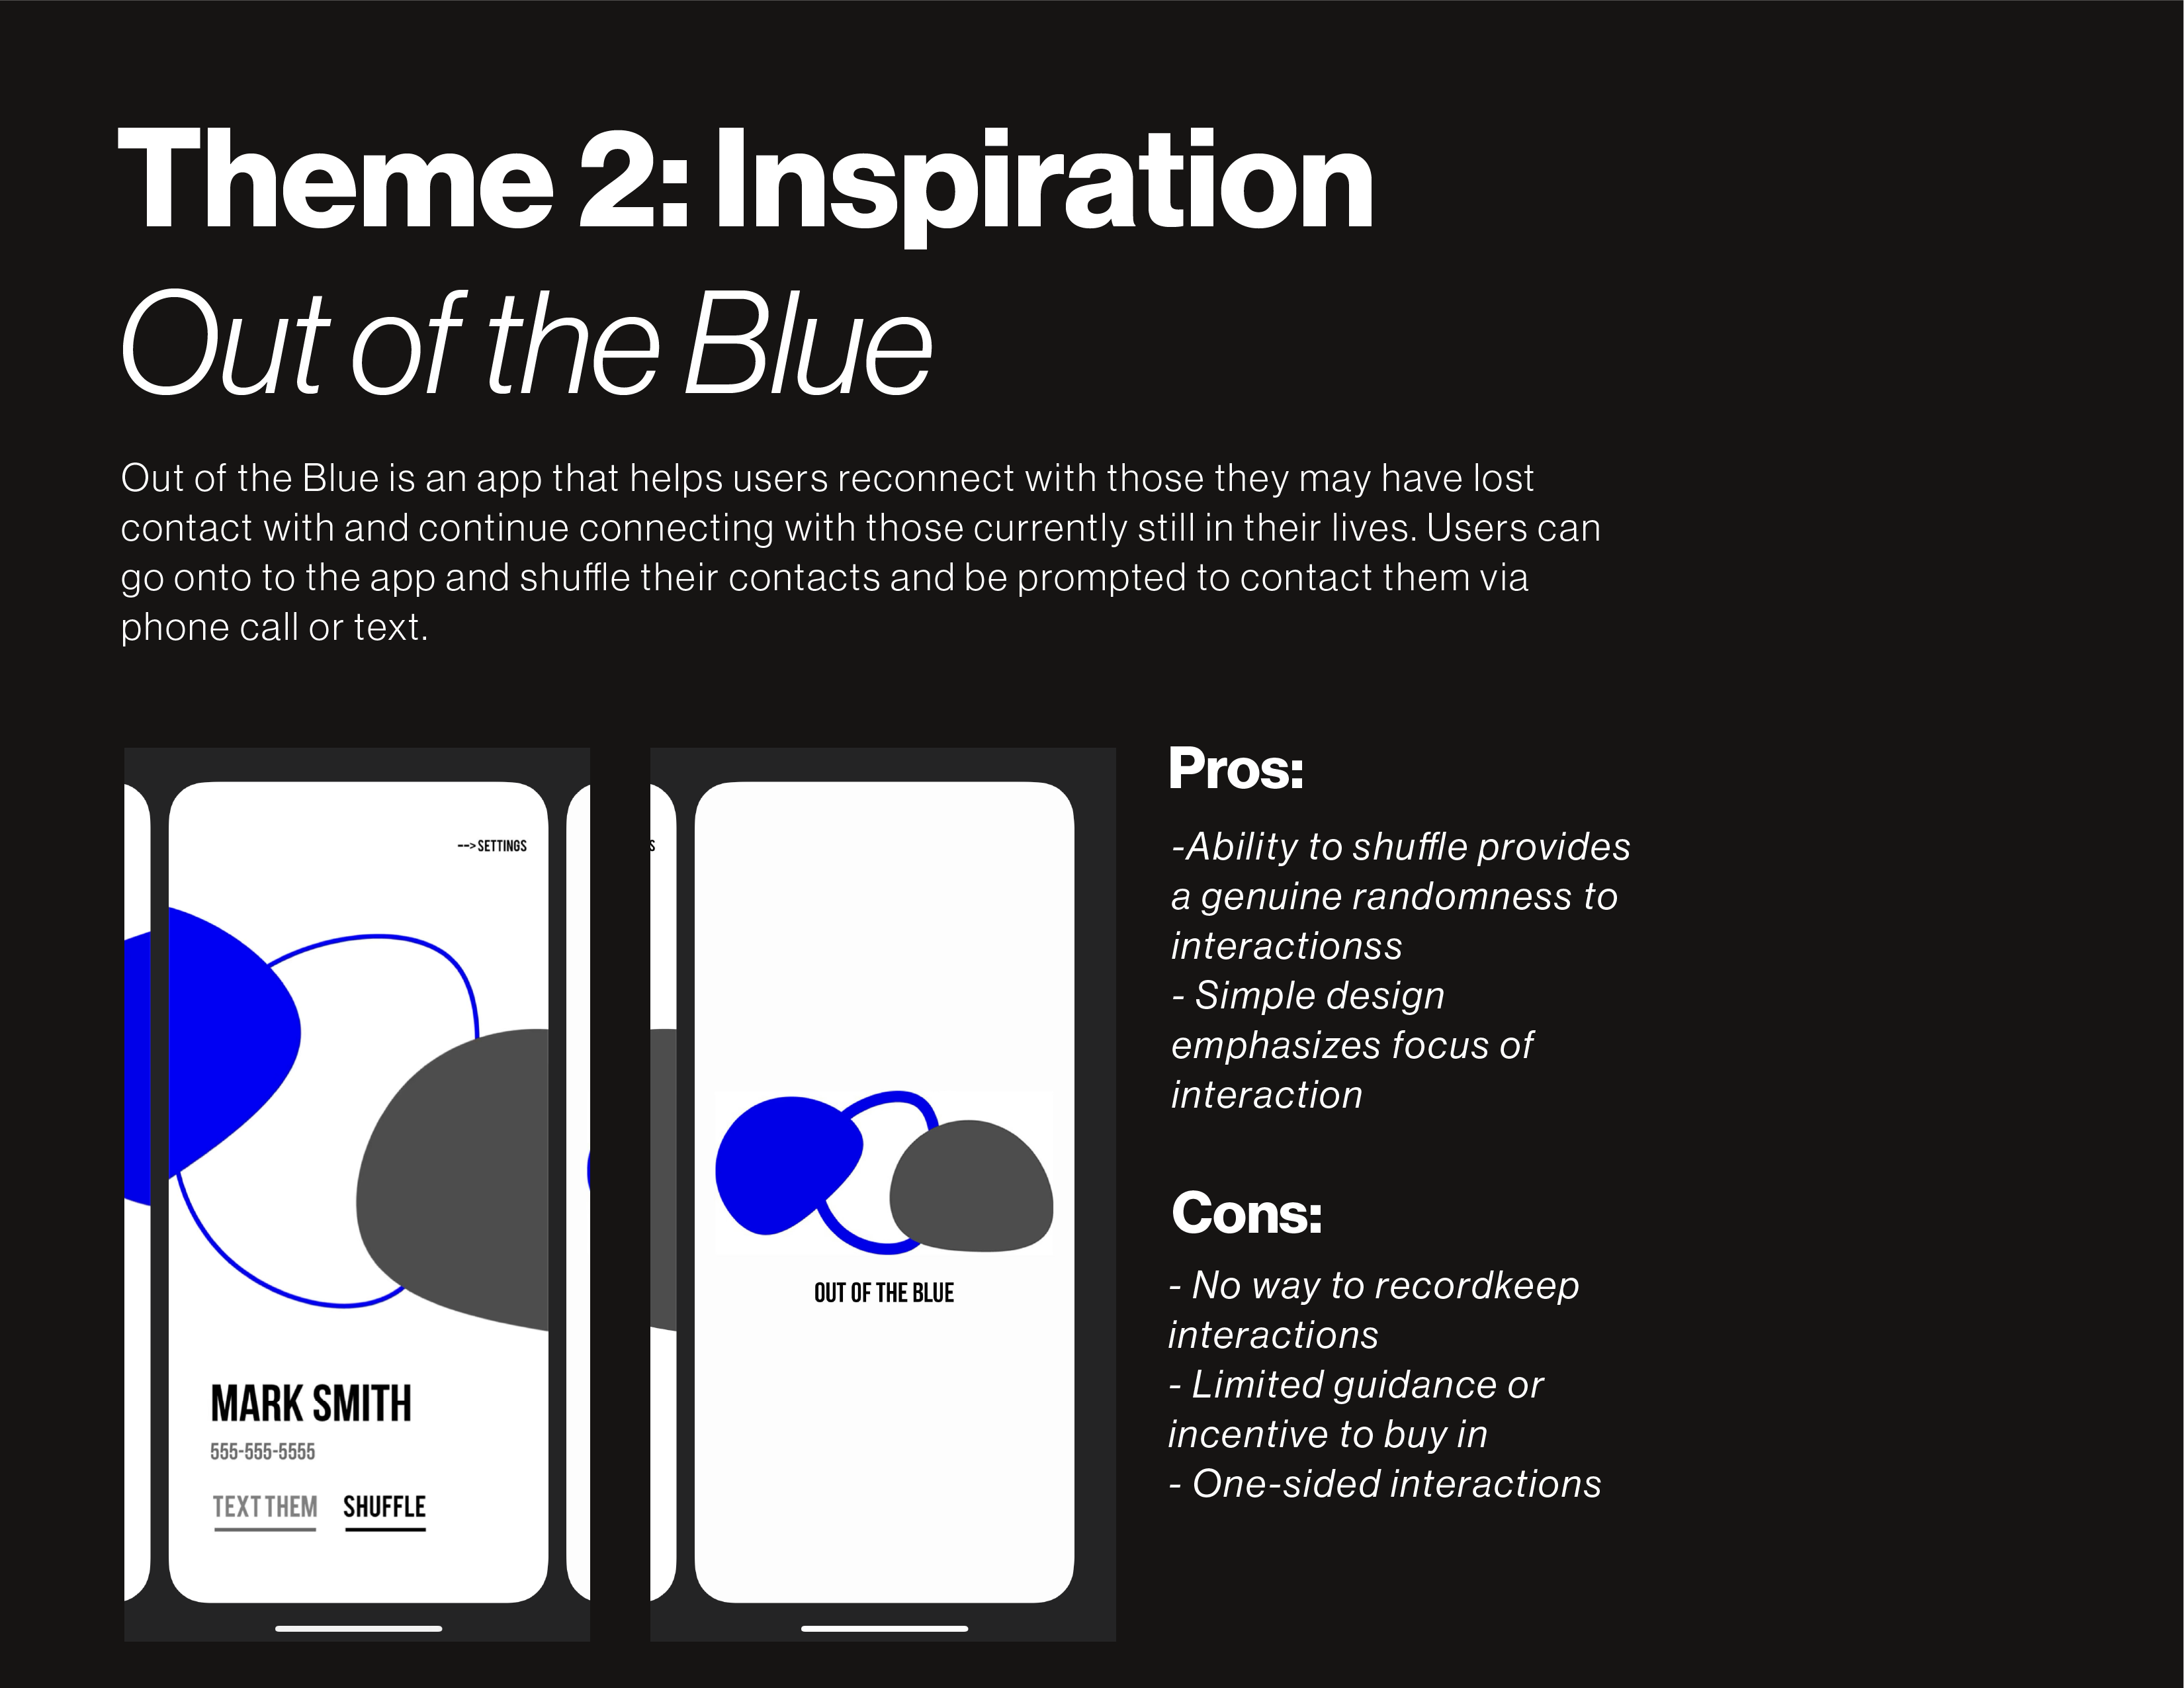 Theme 2: Inspiration
Out of the Blue
Out of the Blue is an app that helps users reconnect with those they may have lost
contact with and continue connecting with those currently still in their lives. Users can
go onto to the app and shuffle their contacts and be prompted to contact them via
phone call or text.
--> SETTINGS
MARK SMITH
555-555-5555
TEXT THEM SHUFFLE
S
OUT OF THE BLUE
Pros:
-Ability to shuffle provides
a genuine randomness to
interactionss
- Simple design
emphasizes focus of
interaction
Cons:
- No way to recordkeep
interactions
- Limited guidance or
incentive to buy in
- One-sided interactions